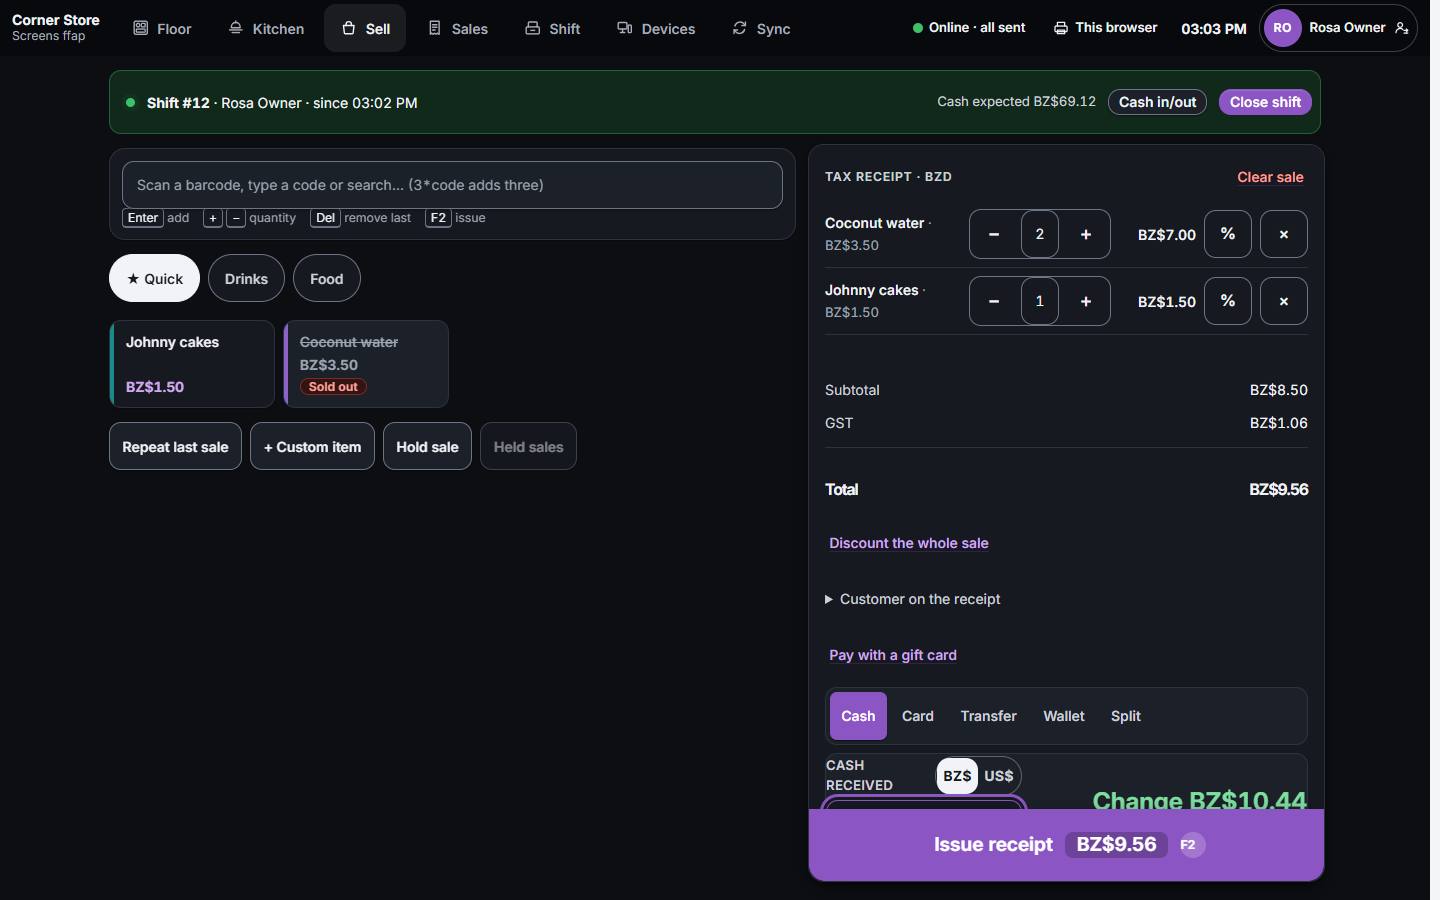 Corner Store
Screens ffap
Floor
Kitchen
Sell
Sales
Shift
Devices
Sync
Online · all sent
This browser
03:03 PM
RO
Rosa Owner
Shift #12 · Rosa Owner · since 03:02 PM
Cash expected BZ$69.12
Cash in/out
Close shift
Scan a barcode, type a code or search... (3*code adds three)
Enter add + − quantity Del remove last F2 issue
★ Quick
Drinks
Food
Johnny cakes
BZ$1.50
Coconut water
BZ$3.50
Sold out
Repeat last sale
+ Custom item
Hold sale
Held sales
TAX RECEIPT · BZD
Clear sale
Coconut water ·
BZ$3.50
− 2 + BZ$7.00 % ×
Johnny cakes ·
BZ$1.50
− 1 + BZ$1.50 % ×
Subtotal BZ$8.50
GST BZ$1.06
Total BZ$9.56
Discount the whole sale
▶ Customer on the receipt
Pay with a gift card
Cash
Card
Transfer
Wallet
Split
CASH
RECEIVED
BZ$ US$
Change BZ$10.44
Issue receipt BZ$9.56 F2